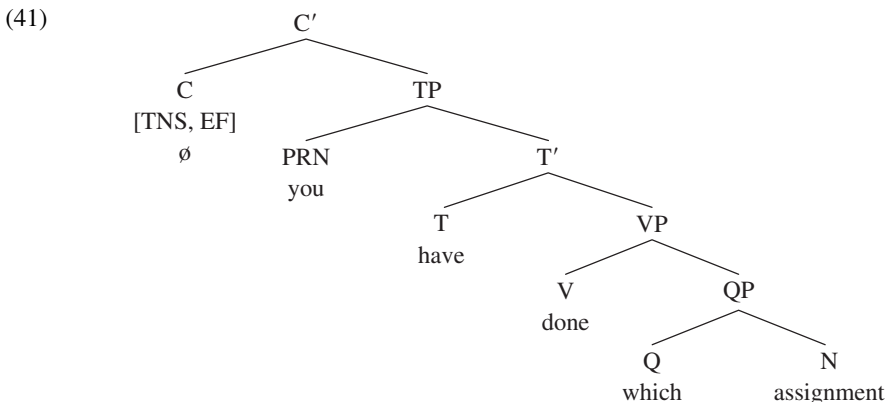 (41)
C′
C TP
[TNS, EF]
ø PRN T′
you
T VP
have
V QP
done
Q N
which assignment